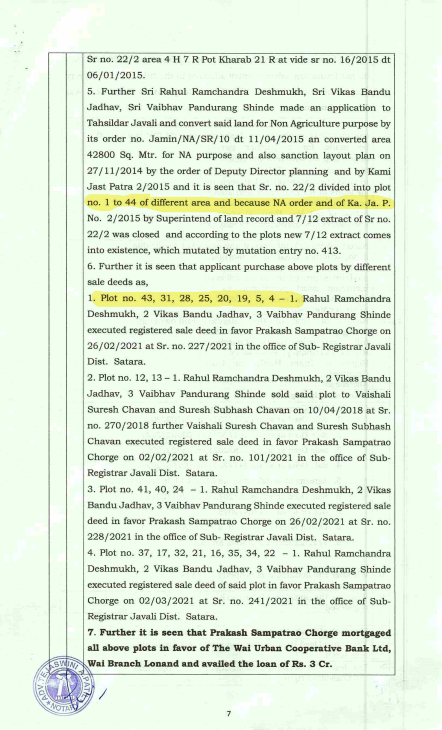 Sr no. 22/2 area 4 H 7 R Pot Kharab 21 R at vide sr no. 16/2015 dt
06/01/2015.
5. Further Sri Rahul Ramchandra Deshmukh, Sri Vikas Bandu
Jadhav, Sri Vaibhav Pandurang Shinde made an application to
Tahsildar Javali and convert said land for Non Agriculture purpose by
its order no. Jamin/NA/SR/10 dt 11/04/2015 an converted area
42800 Sq. Mtr. for NA purpose and also sanction layout plan on
27/11/2014 by the order of Deputy Director planning and by Kami
Jast Patra 2/2015 and it is seen that Sr. no. 22/2 divided into plot
no. 1 to 44 of different area and because NA order and of Ka. Ja. P.
No. 2/2015 by Superintend of land record and 7/12 extract of Sr no.
22/2 was closed and according to the plots new 7/12 extract comes
into existence, which mutated by mutation entry no. 413.
6. Further it is seen that applicant purchase above plots by different
sale deeds as,
1. Plot no. 43, 31, 28, 25, 20, 19, 5, 4 – 1. Rahul Ramchandra
Deshmukh, 2 Vikas Bandu Jadhav, 3 Vaibhav Pandurang Shinde
executed registered sale deed in favor Prakash Sampatrao Chorge on
26/02/2021 at Sr. no. 227/2021 in the office of Sub- Registrar Javali
Dist. Satara.
2. Plot no. 12, 13 – 1. Rahul Ramchandra Deshmukh, 2 Vikas Bandu
Jadhav, 3 Vaibhav Pandurang Shinde sold said plot to Vaishali
Suresh Chavan and Suresh Subhash Chavan on 10/04/2018 at Sr.
no. 270/2018 further Vaishali Suresh Chavan and Suresh Subhash
Chavan executed registered sale deed in favor Prakash Sampatrao
Chorge on 02/02/2021 at Sr. no. 101/2021 in the office of Sub-
Registrar Javali Dist. Satara.
3. Plot no. 41, 40, 24 – 1. Rahul Ramchandra Deshmukh, 2 Vikas
Bandu Jadhav, 3 Vaibhav Pandurang Shinde executed registered sale
deed in favor Prakash Sampatrao Chorge on 26/02/2021 at Sr. no.
228/2021 in the office of Sub- Registrar Javali Dist. Satara.
4. Plot no. 37, 17, 32, 21, 16, 35, 34, 22 – 1. Rahul Ramchandra
Deshmukh, 2 Vikas Bandu Jadhav, 3 Vaibhav Pandurang Shinde
executed registered sale deed of said plot in favor Prakash Sampatrao
Chorge on 02/03/2021 at Sr. no. 241/2021 in the office of Sub-
Registrar Javali Dist. Satara.
7. Further it is seen that Prakash Sampatrao Chorge mortgaged
all above plots in favor of The Wai Urban Cooperative Bank Ltd,
Wai Branch Lonand and availed the loan of Rs. 3 Cr.
ADV TEJASWINI A
NOTAR
7